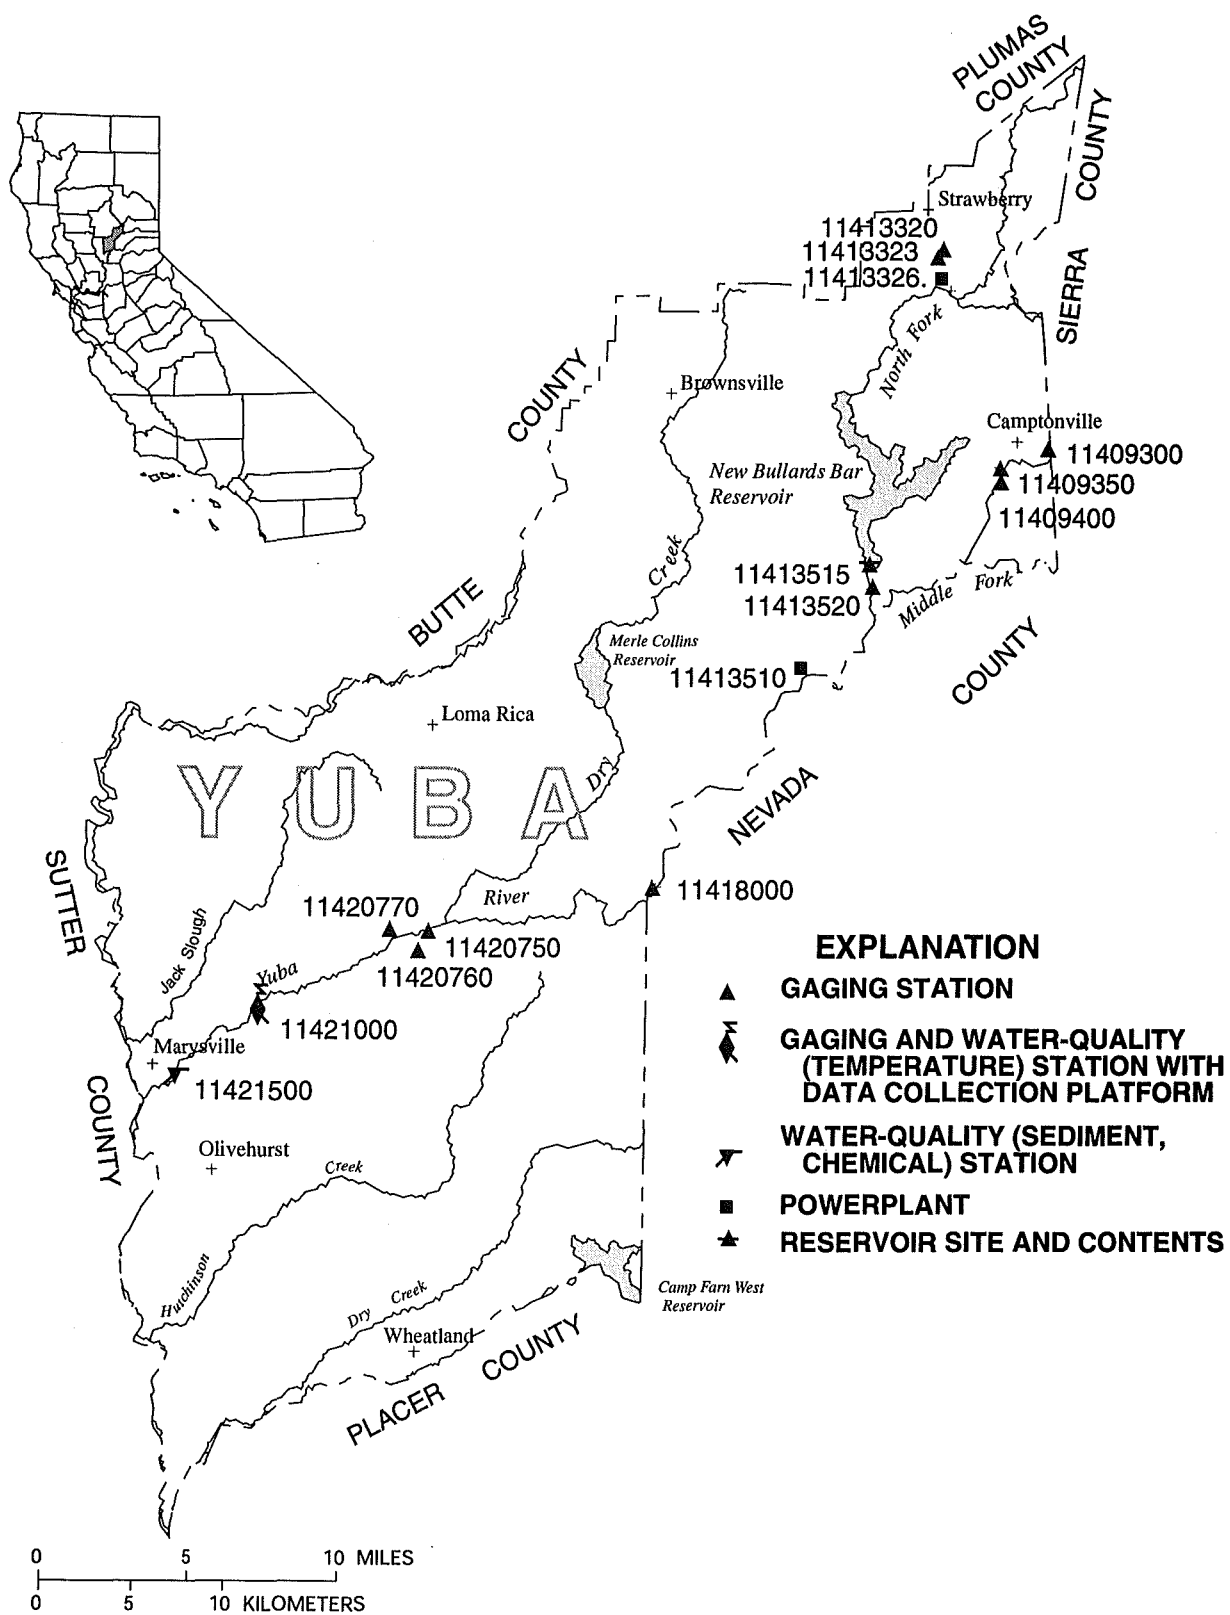 PLUMAS
COUNTY
COUNTY
SIERRA
Strawberry
11413320
11413323
11413326.
North Fork
COUNTY
Brownsville
Camptonville
11409300
11409350
11409400
New Bullards Bar
Reservoir
Creek
11413515
11413520
Middle Fork
BUTTE
Merle Collins
Reservoir
11413510
COUNTY
Loma Rica
YUBA
Dry
NEVADA
SUTTER
11418000
River
11420770
11420750
11420760
Jack Slough
Yuba
11421000
Marysville
11421500
COUNTY
Olivehurst
Creek
Hutchinson
Dry Creek
Wheatland
Camp Farn West
Reservoir
PLACER COUNTY
EXPLANATION
GAGING STATION
GAGING AND WATER-QUALITY
(TEMPERATURE) STATION WITH
DATA COLLECTION PLATFORM
WATER-QUALITY (SEDIMENT,
CHEMICAL) STATION
POWERPLANT
RESERVOIR SITE AND CONTENTS
0 5 10 MILES
0 5 10 KILOMETERS